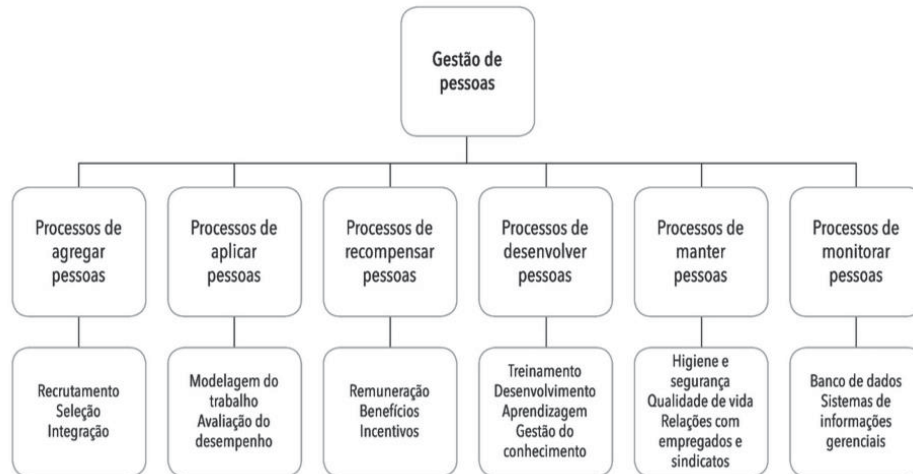 Gestão de
pessoas
Processos de
agregar
pessoas
Processos de
aplicar
pessoas
Processos de
recompensar
pessoas
Processos de
desenvolver
pessoas
Processos de
manter
pessoas
Processos de
monitorar
pessoas
Recrutamento
Seleção
Integração
Modelagem do
trabalho
Avaliação do
desempenho
Remuneração
Benefícios
Incentivos
Treinamento
Desenvolvimento
Aprendizagem
Gestão do
conhecimento
Higiene e
segurança
Qualidade de vida
Relações com
empregados e
sindicatos
Banco de dados
Sistemas de
informações
gerenciais